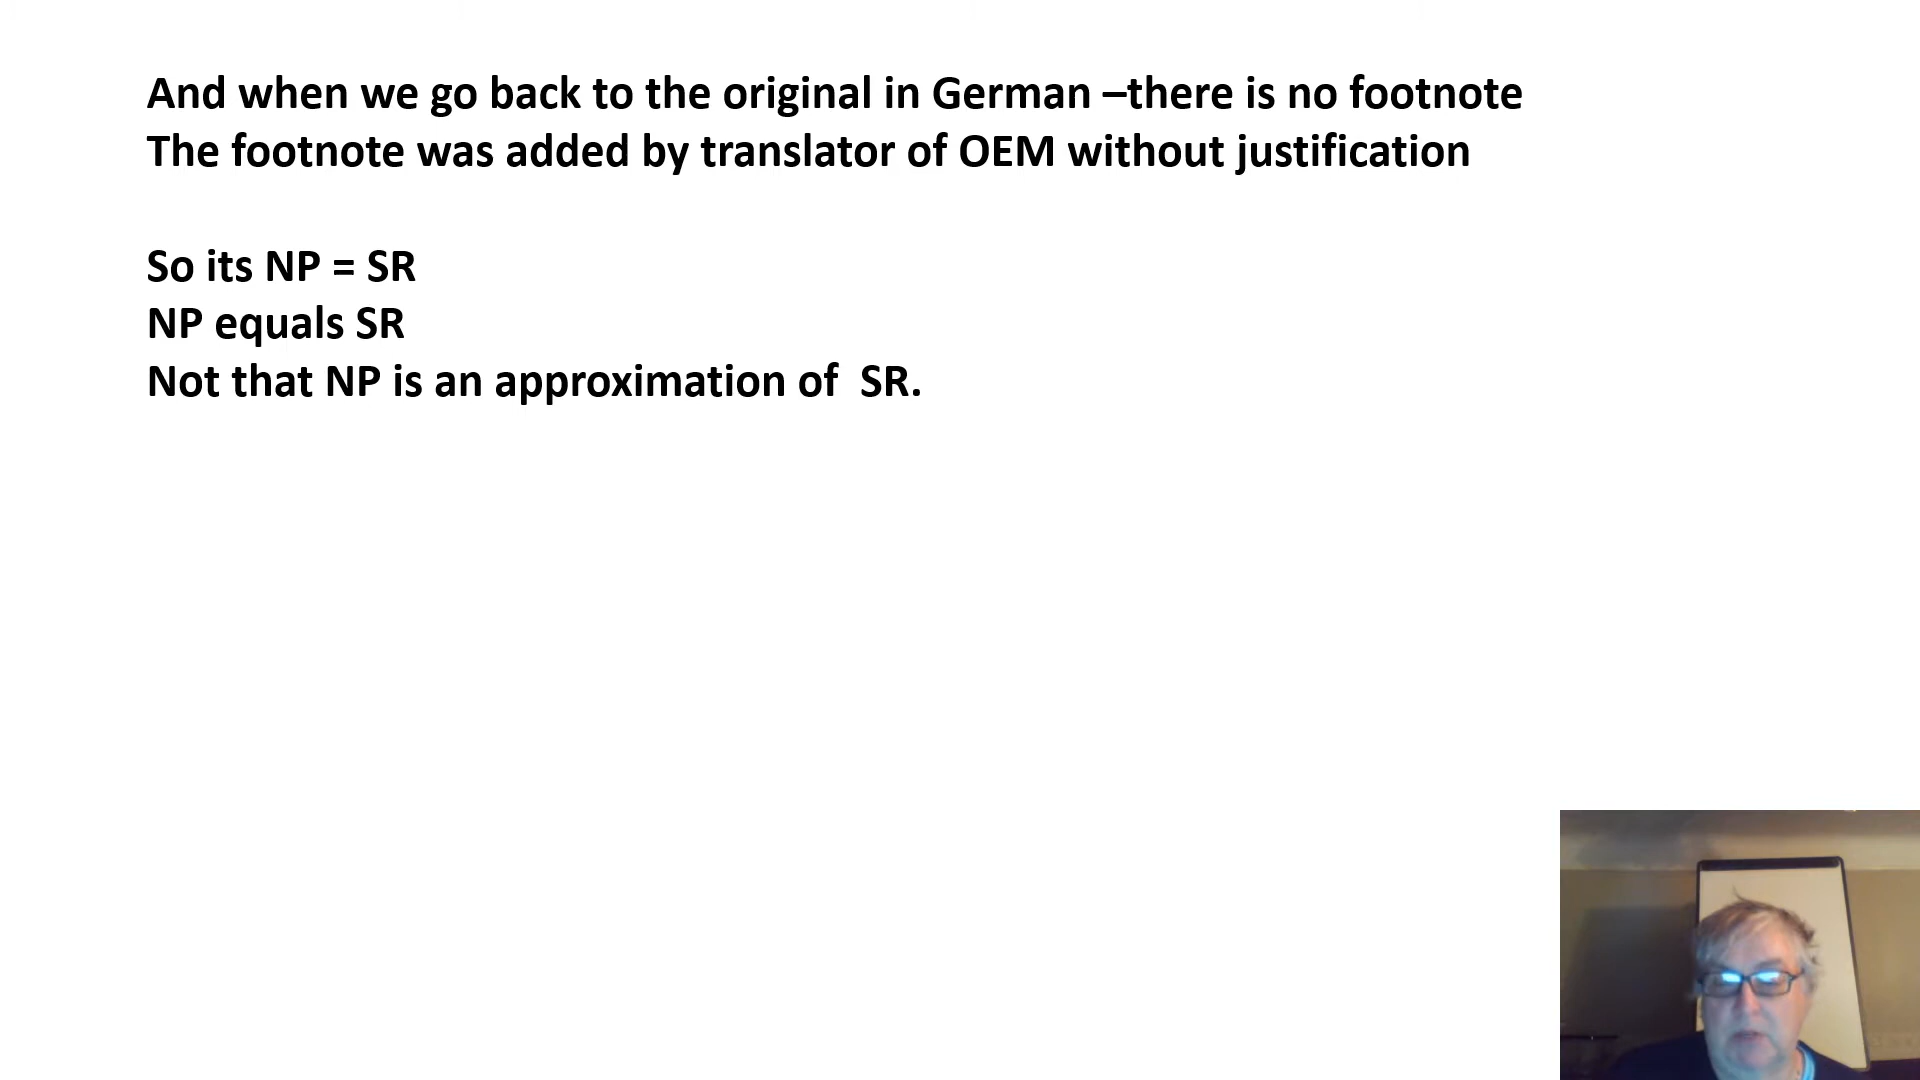 And when we go back to the original in German –there is no footnote
The footnote was added by translator of OEM without justification
So its NP = SR
NP equals SR
Not that NP is an approximation of  SR.